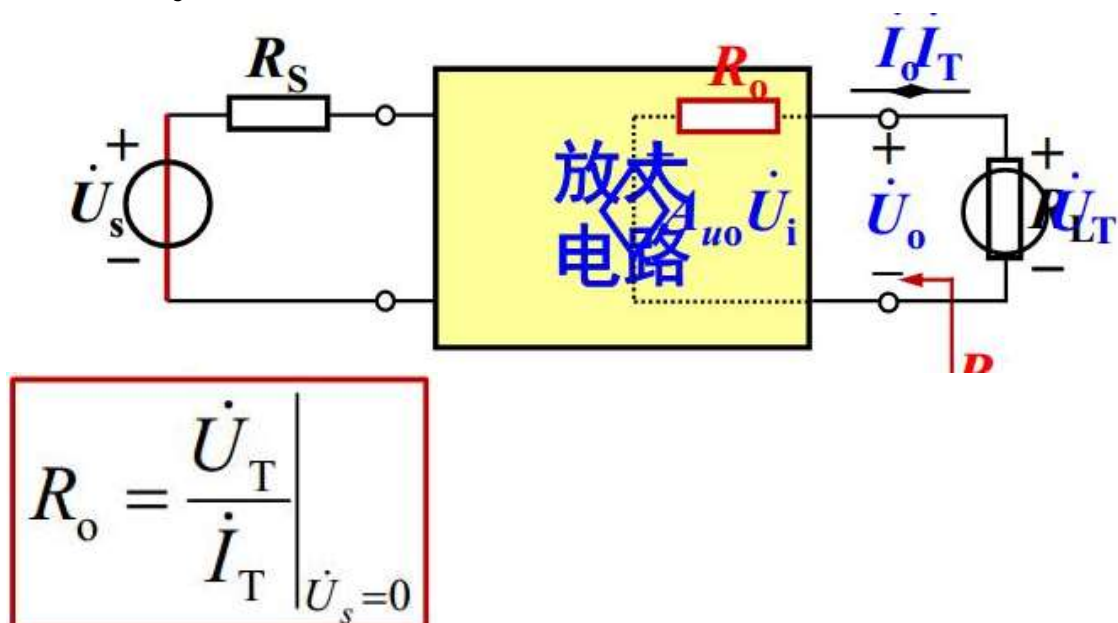 R_S
İ_o İ_T
R_o
+
U̇_s
−
放大
电路
+
A_uo U̇_i
+
U̇_o
−
+
R_L U̇_T
−
R
R_o = U̇_T / İ_T | U̇_s =0